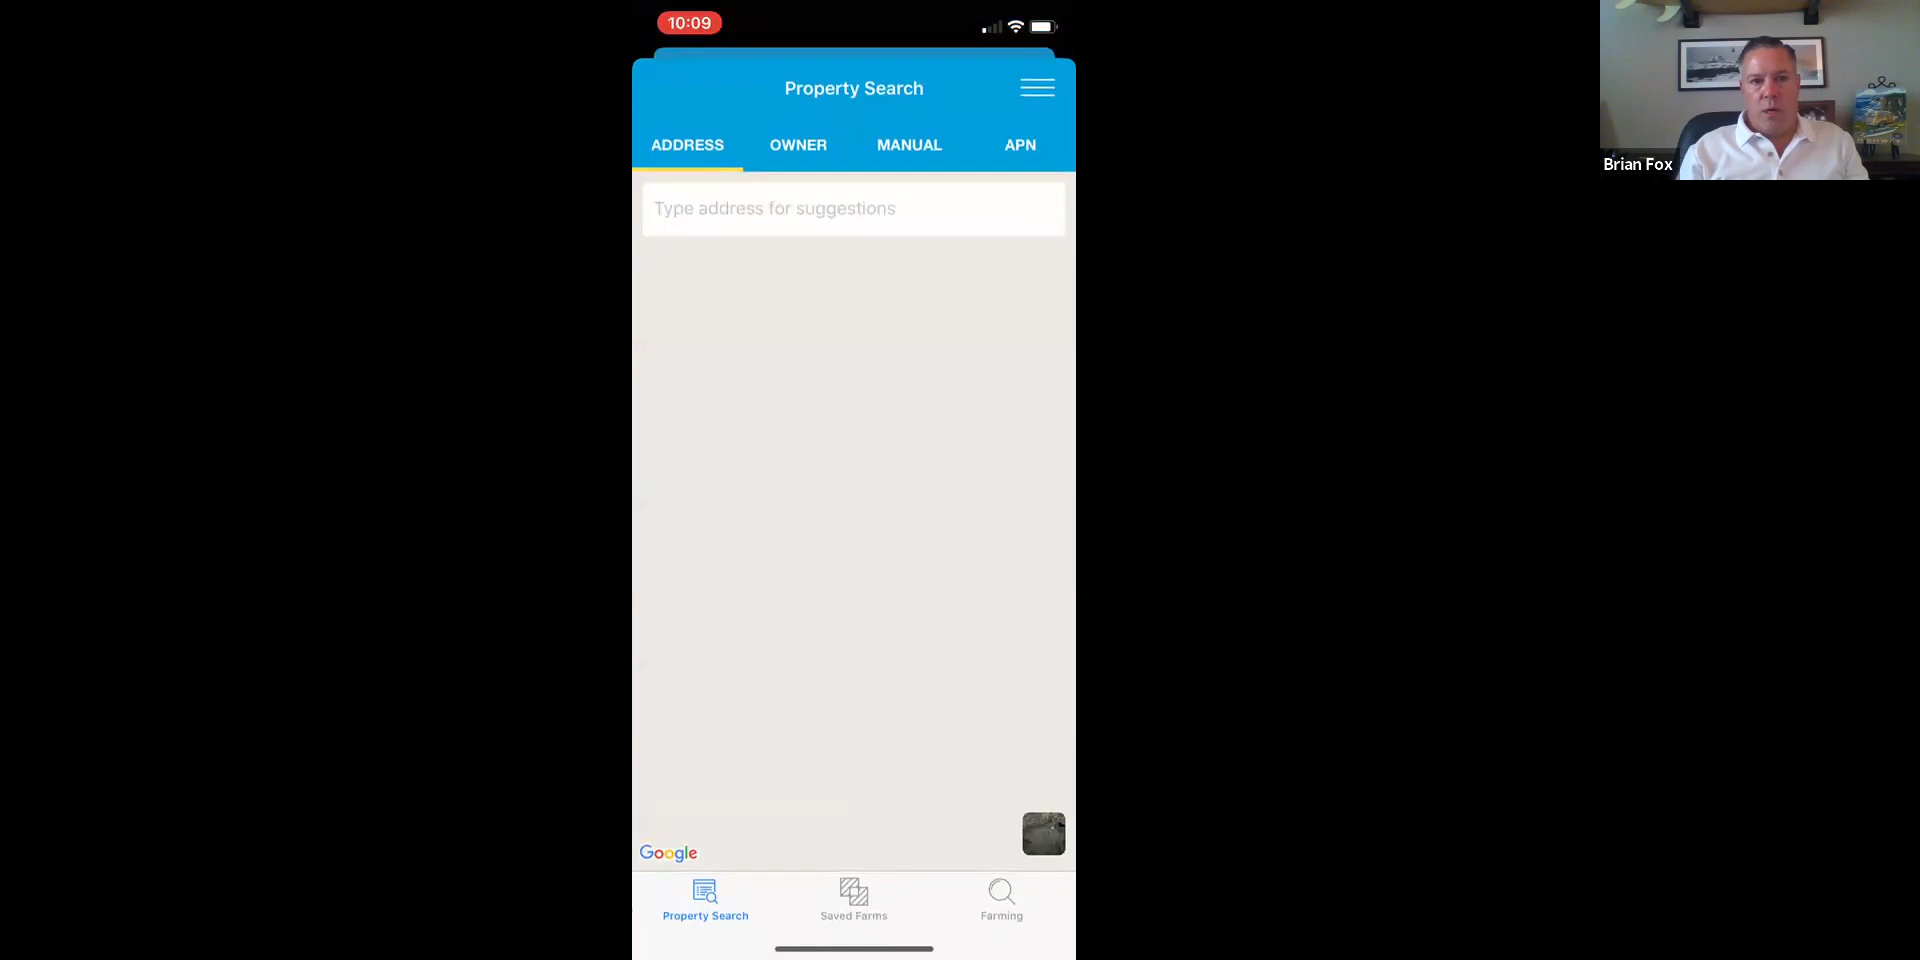 10:09
Property Search
ADDRESS OWNER MANUAL APN
Type address for suggestions
Google
Property Search Saved Farms Farming
Brian Fox